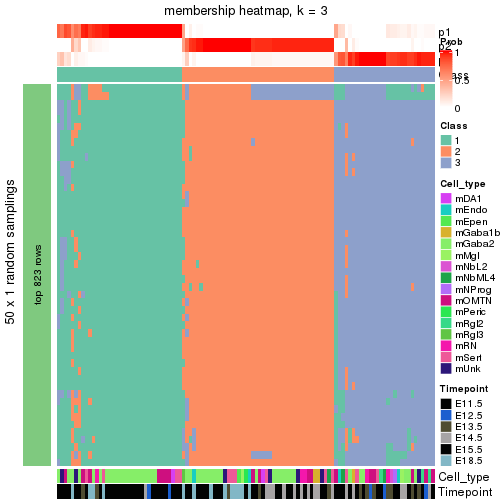 membership heatmap, k = 3
p1
p2
Prob
1
0.5
0
Class
1
2
3
Cell_type
mDA1
mEndo
mEpen
mGaba1b
mGaba2
mMgl
mNbL2
mNbML4
mNProg
mOMTN
mPeric
mRgl2
mRgl3
mRN
mSert
mUnk
Timepoint
E11.5
E12.5
E13.5
E14.5
E15.5
E18.5
50 x 1 random samplings
top 823 rows
Cell_type
Timepoint